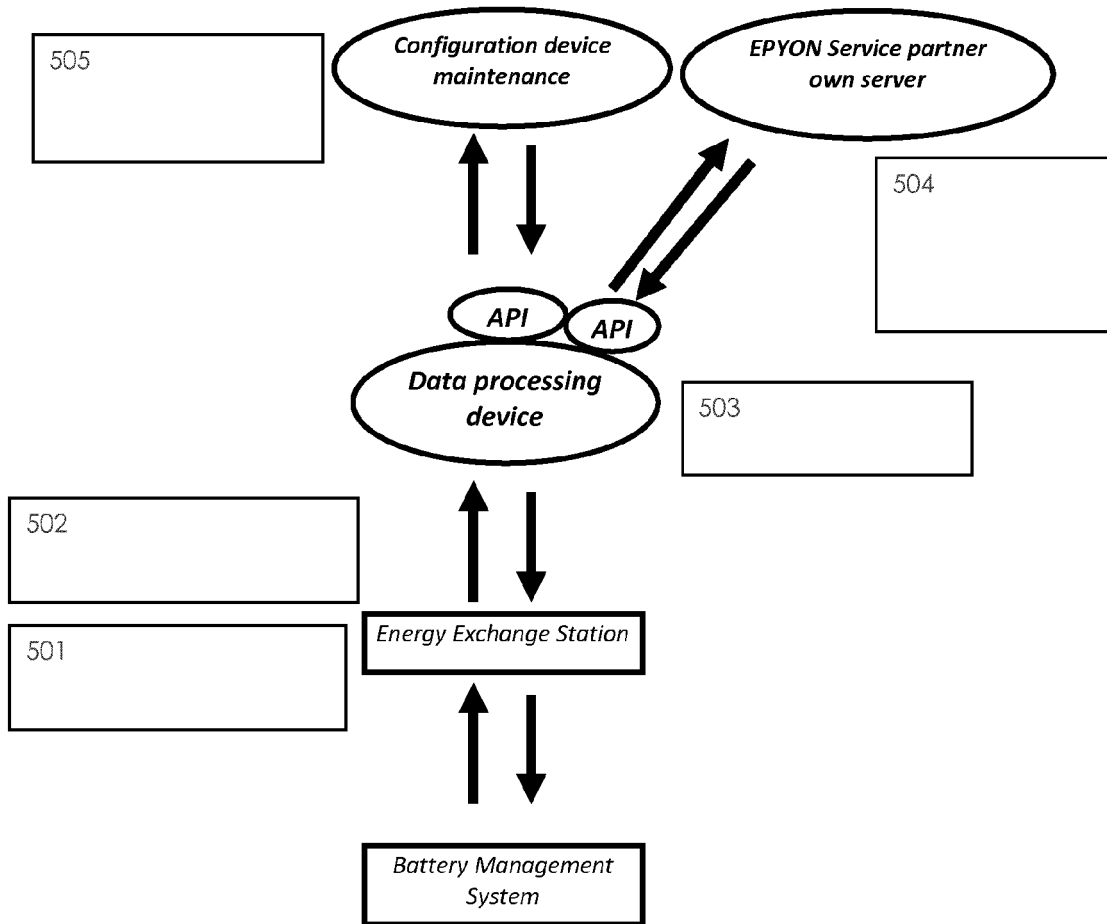 505
Configuration device
maintenance
EPYON Service partner
own server
504
API
API
Data processing
device
503
502
Energy Exchange Station
501
Battery Management
System